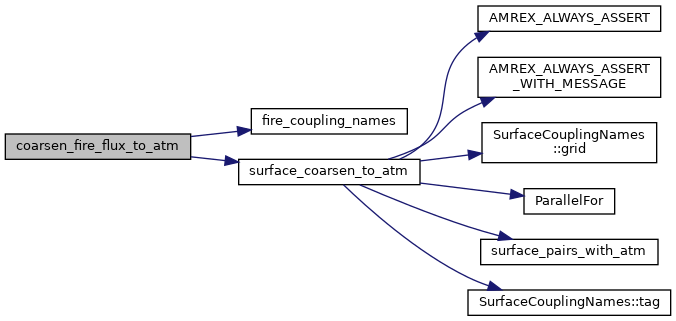 coarsen_fire_flux_to_atm
fire_coupling_names
surface_coarsen_to_atm
AMREX_ALWAYS_ASSERT
AMREX_ALWAYS_ASSERT
_WITH_MESSAGE
SurfaceCouplingNames
::grid
ParallelFor
surface_pairs_with_atm
SurfaceCouplingNames::tag